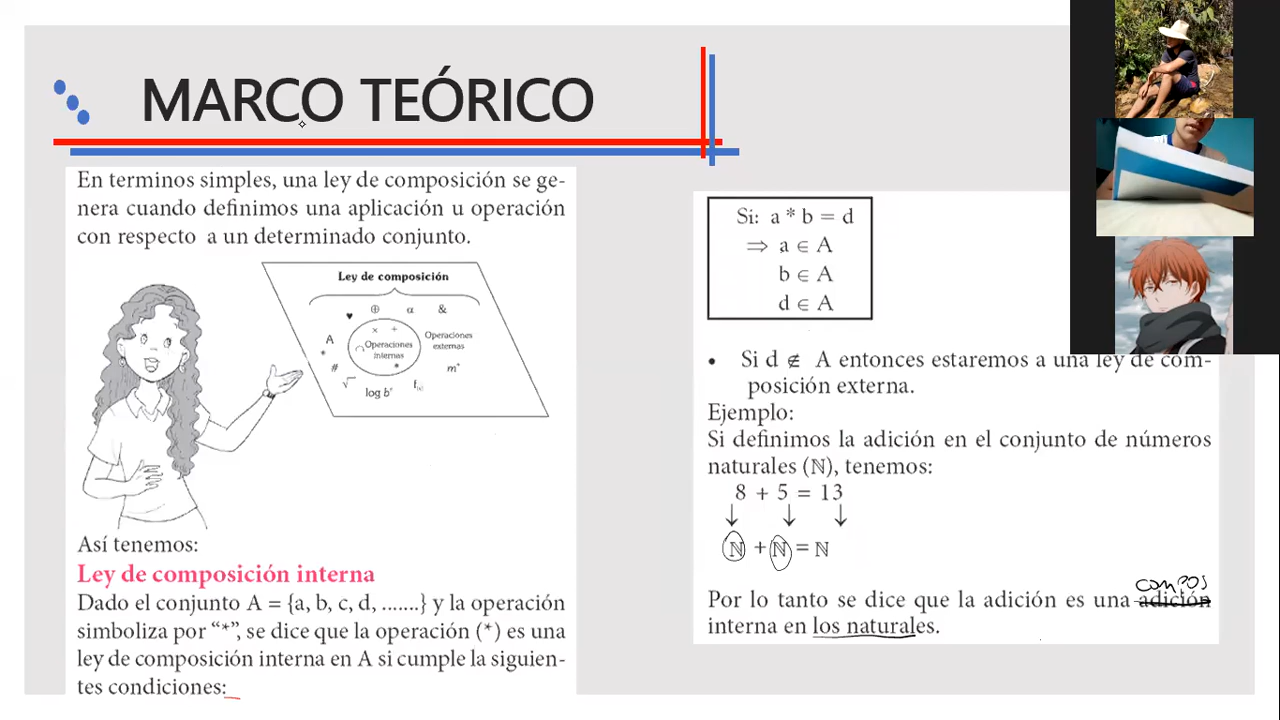 MARCO TEÓRICO
En terminos simples, una ley de composición se ge-
nera cuando definimos una aplicación u operación
con respecto a un determinado conjunto.
Ley de composición
♥ ⊕ α &
× +
A
Operaciones
internas
*
*
Operaciones
externas
#
√
log b
m
Así tenemos:
Ley de composición interna
Dado el conjunto A = {a, b, c, d, .......} y la operación
simboliza por “*”, se dice que la operación (*) es una
ley de composición interna en A si cumple la siguien-
tes condiciones:
Si: a * b = d
⇒ a ∈ A
b ∈ A
d ∈ A
• Si d ∉ A entonces estaremos a una ley de com-
posición externa.
Ejemplo:
Si definimos la adición en el conjunto de números
naturales (ℕ), tenemos:
8 + 5 = 13
↓ ↓ ↓
ℕ + ℕ = ℕ
compos
Por lo tanto se dice que la adición es una adición
interna en los naturales.